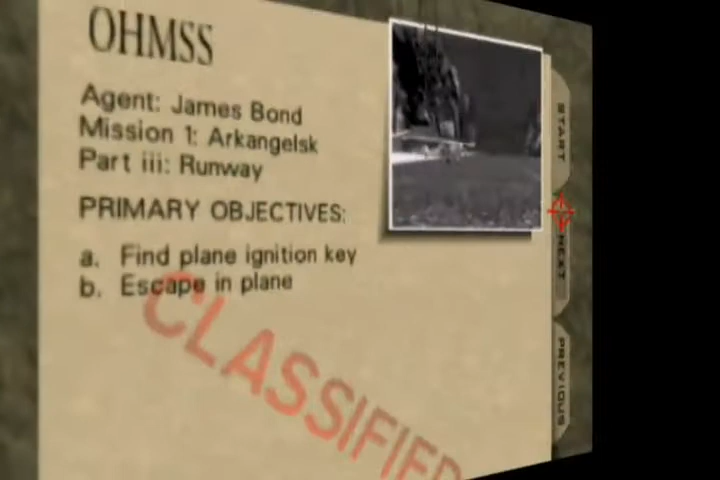 OHMSS
Agent: James Bond
Mission 1: Arkangelsk
Part iii: Runway
PRIMARY OBJECTIVES:
a. Find plane ignition key
b. Escape in plane
CLASSIFIED
START
NEXT
PREVIOUS